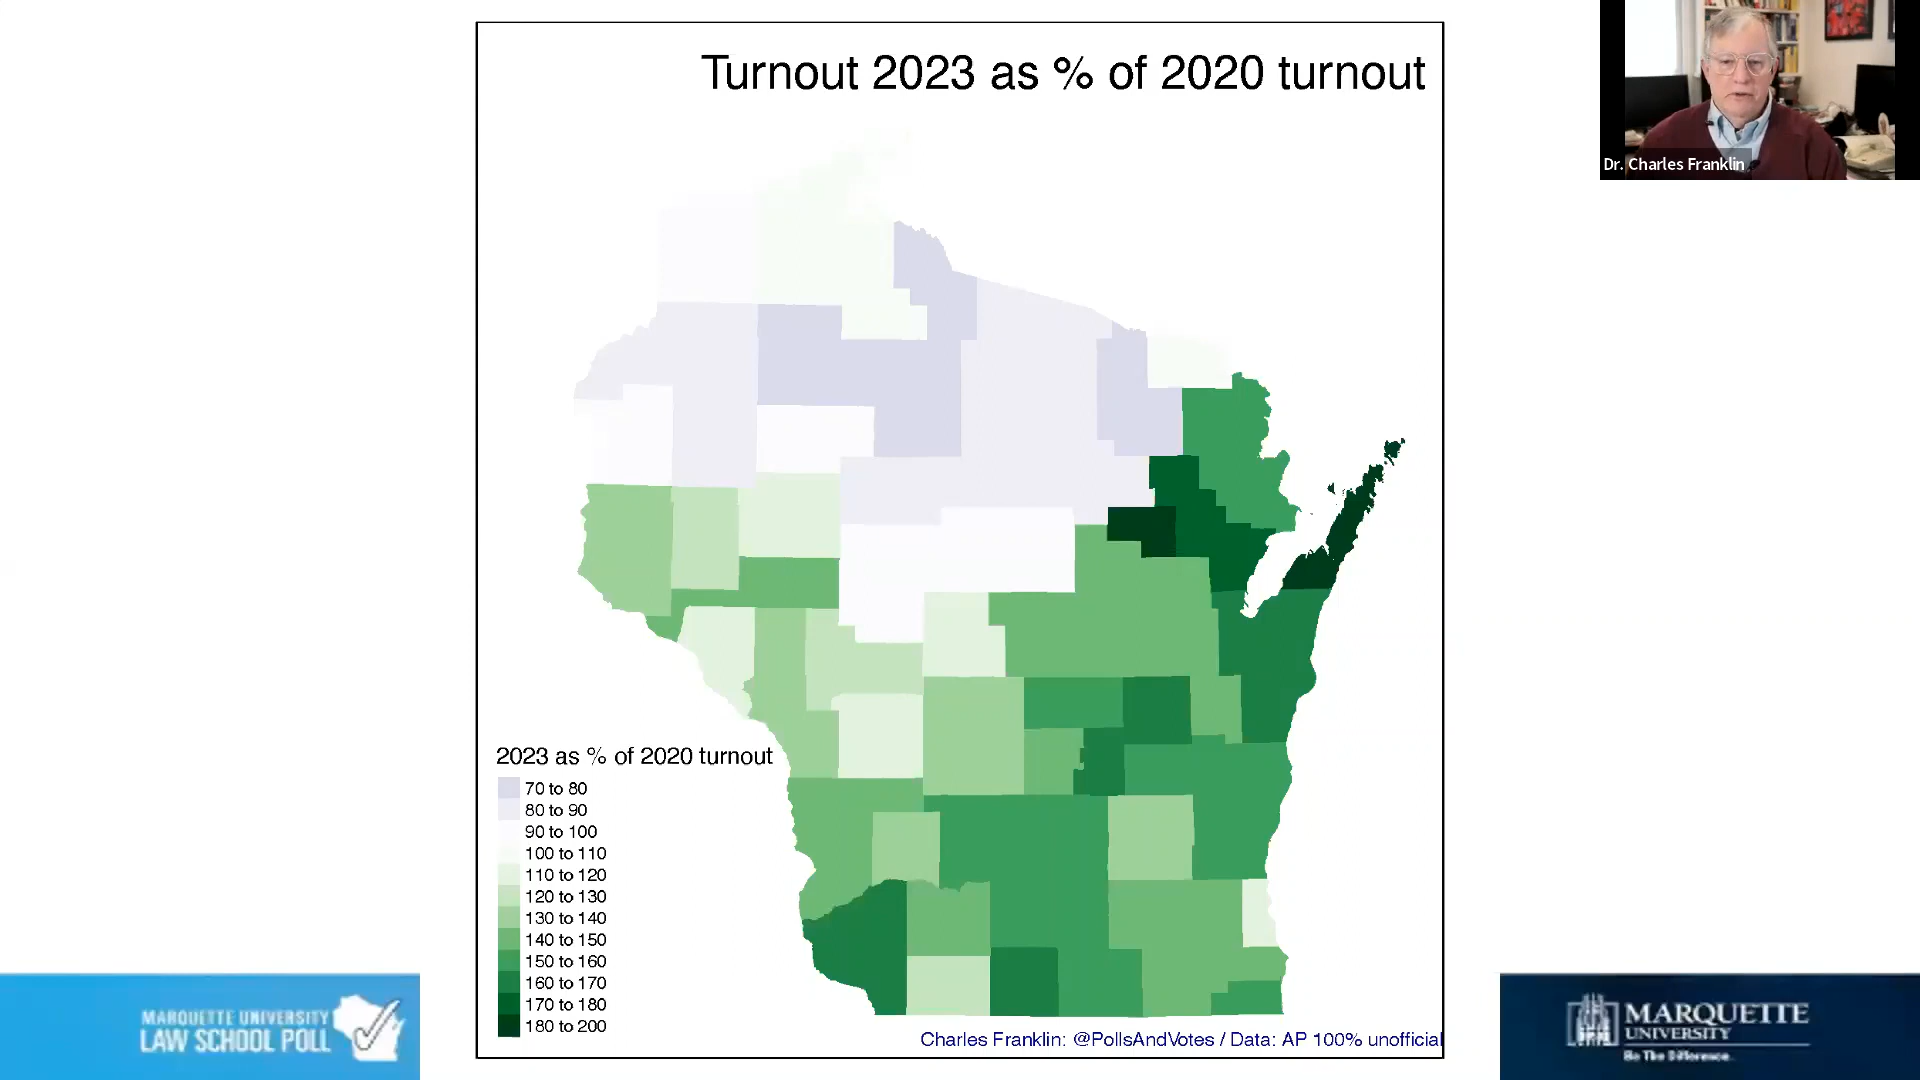 Turnout 2023 as % of 2020 turnout
Dr. Charles Franklin
2023 as % of 2020 turnout
70 to 80
80 to 90
90 to 100
100 to 110
110 to 120
120 to 130
130 to 140
140 to 150
150 to 160
160 to 170
170 to 180
180 to 200
Charles Franklin: @PollsAndVotes / Data: AP 100% unofficial
MARQUETTE UNIVERSITY
LAW SCHOOL POLL
MARQUETTE
UNIVERSITY
Be The Difference.